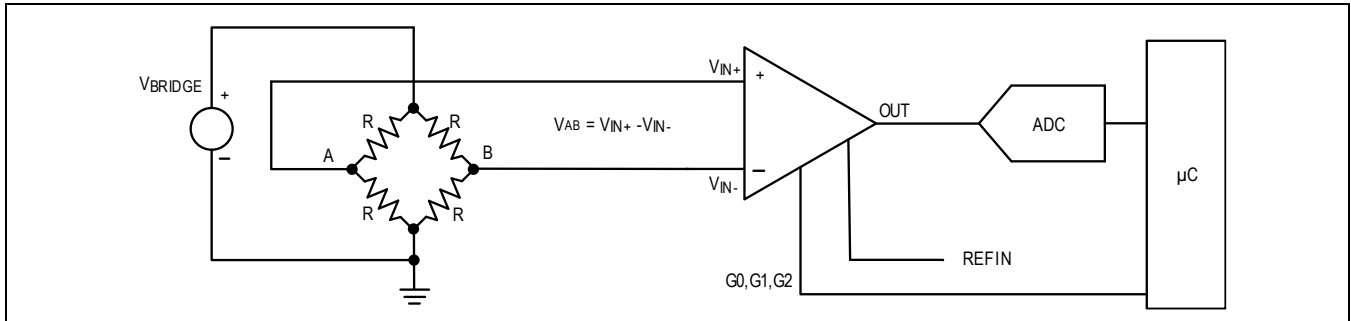 VBRIDGE
+
−
R
R
A
B
R
R
VAB = VIN+ -VIN-
VIN+
+
VIN-
−
OUT
ADC
µC
REFIN
G0,G1,G2